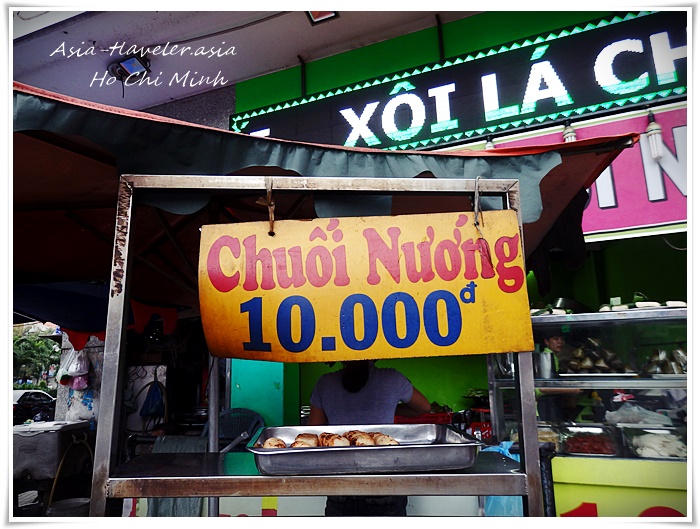 Asia-Traveler.asia
Ho Chi Minh
XÔI LÁ CH
Chuối Nướng
10.000đ